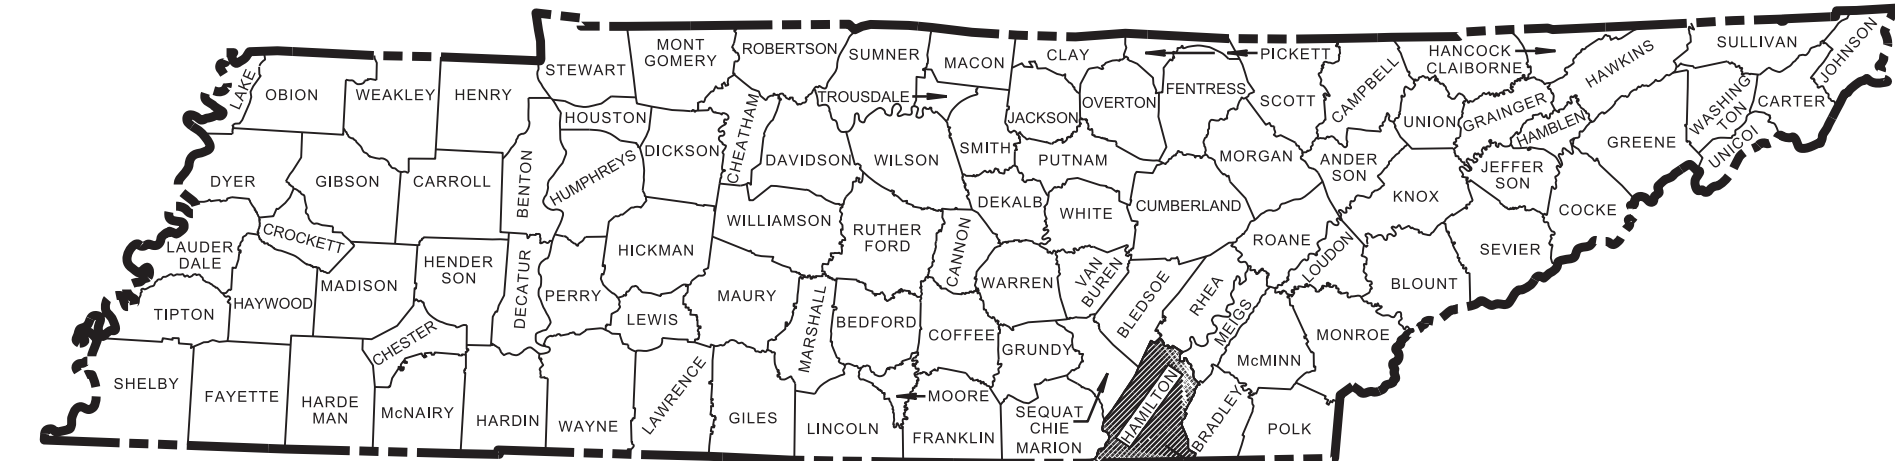 LAKE
OBION
WEAKLEY
HENRY
STEWART
MONT
GOMERY
ROBERTSON
SUMNER
MACON
CLAY
PICKETT
HANCOCK
CLAIBORNE
HAWKINS
SULLIVAN
JOHNSON
HOUSTON
CHEATHAM
TROUSDALE
JACKSON
OVERTON
FENTRESS
SCOTT
CAMPBELL
UNION
GRAINGER
HAMBLEN
GREENE
WASHING
TON
CARTER
UNICOI
DYER
GIBSON
CARROLL
BENTON
HUMPHREYS
DICKSON
DAVIDSON
WILSON
SMITH
PUTNAM
MORGAN
ANDER
SON
KNOX
JEFFER
SON
COCKE
LAUDER
DALE
CROCKETT
HICKMAN
WILLIAMSON
RUTHER
FORD
CANNON
DEKALB
WHITE
CUMBERLAND
ROANE
LOUDON
BLOUNT
SEVIER
TIPTON
HAYWOOD
MADISON
HENDER
SON
DECATUR
PERRY
LEWIS
MAURY
MARSHALL
BEDFORD
COFFEE
WARREN
VAN
BUREN
BLEDSOE
RHEA
MEIGS
McMINN
MONROE
SHELBY
FAYETTE
HARDE
MAN
CHESTER
McNAIRY
HARDIN
WAYNE
LAWRENCE
GILES
LINCOLN
MOORE
FRANKLIN
GRUNDY
SEQUAT
CHIE
MARION
HAMILTON
BRADLEY
POLK